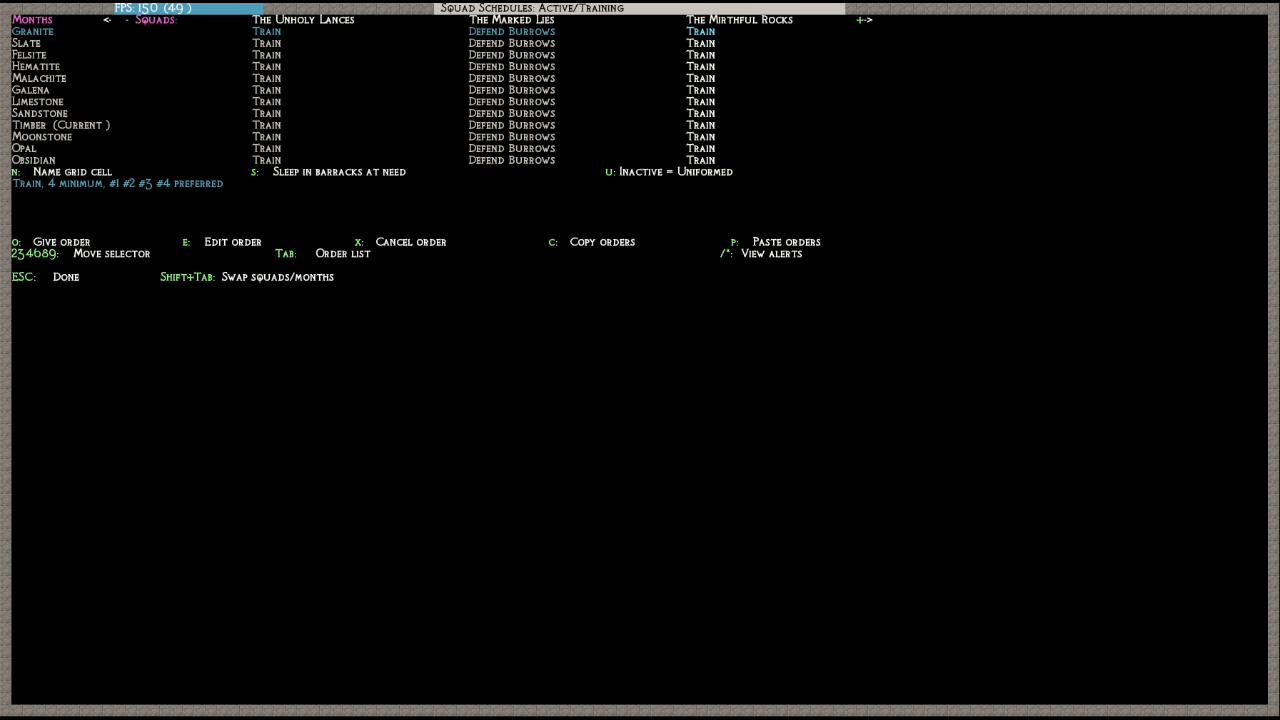 FPS: 150 (49) Squad Schedules: Active/Training
Months <- - Squads: The Unholy Lances The Marked Lies The Mirthful Rocks +->
Granite Train Defend Burrows Train
Slate Train Defend Burrows Train
Felsite Train Defend Burrows Train
Hematite Train Defend Burrows Train
Malachite Train Defend Burrows Train
Galena Train Defend Burrows Train
Limestone Train Defend Burrows Train
Sandstone Train Defend Burrows Train
Timber (Current ) Train Defend Burrows Train
Moonstone Train Defend Burrows Train
Opal Train Defend Burrows Train
Obsidian Train Defend Burrows Train
n: Name grid cell s: Sleep in barracks at need u: Inactive = Uniformed
Train, 4 minimum, #1 #2 #3 #4 preferred
o: Give order e: Edit order x: Cancel order c: Copy orders p: Paste orders
234689: Move selector Tab: Order list /*: View alerts
ESC: Done Shift+Tab: Swap squads/months